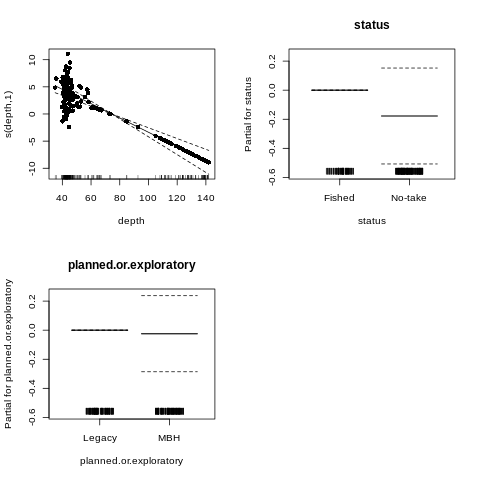 s(depth,1)
10
5
0
-5
-10
40
60
80
100
120
140
depth
status
Partial for status
0.2
0.0
-0.2
-0.4
-0.6
Fished
No-take
status
planned.or.exploratory
Partial for planned.or.exploratory
0.2
0.0
-0.2
-0.4
-0.6
Legacy
MBH
planned.or.exploratory